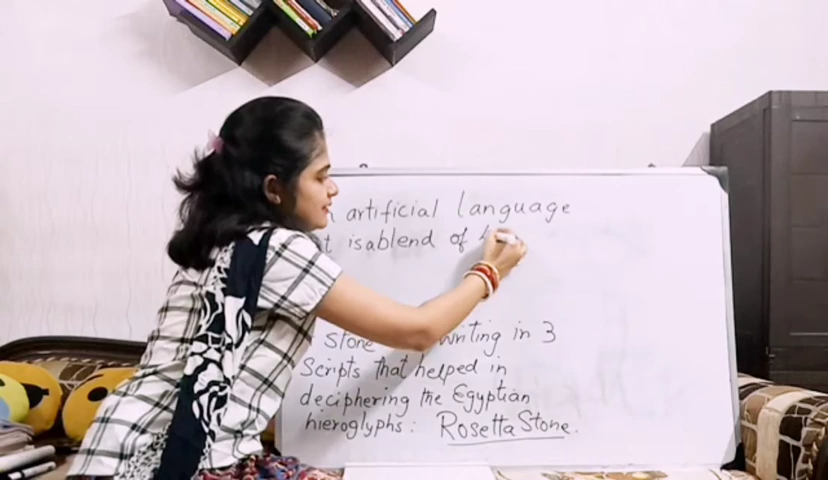 artificial language
isablend of
Stone writing in 3
Scripts that helped in
deciphering the Egyptian
hieroglyphs: Rosetta Stone.